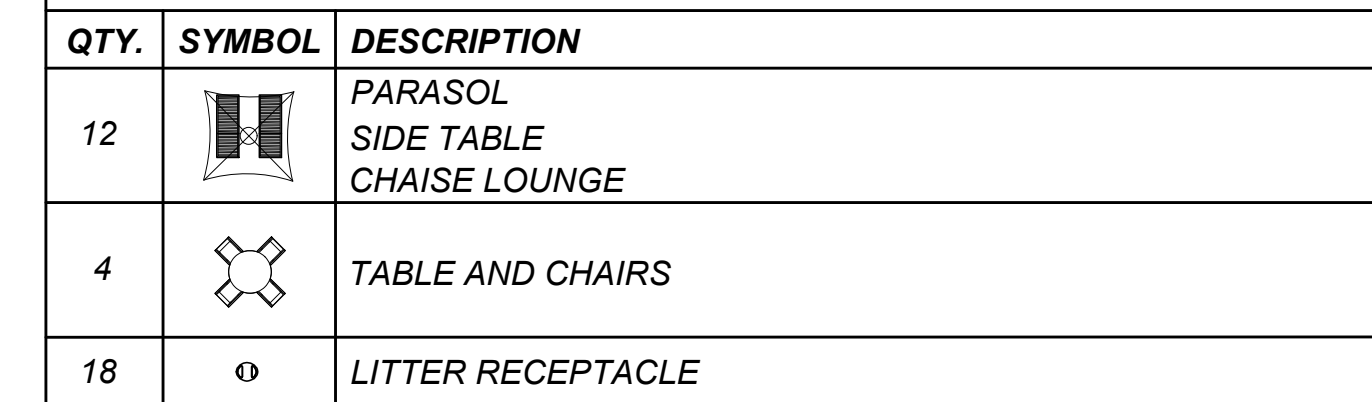 QTY. SYMBOL DESCRIPTION
12
PARASOL
SIDE TABLE
CHAISE LOUNGE
4 TABLE AND CHAIRS
18 LITTER RECEPTACLE